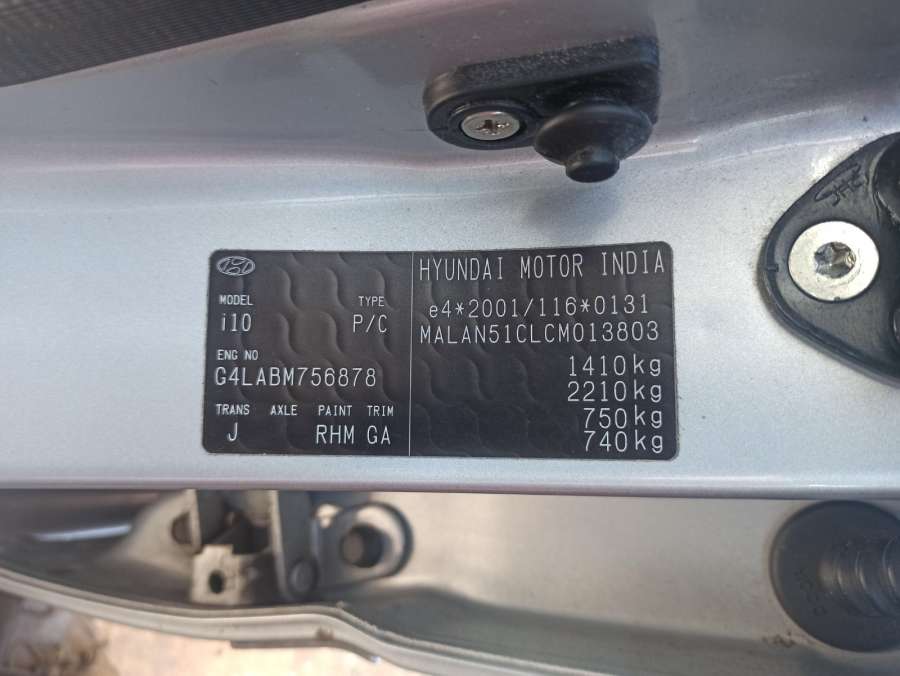 HYUNDAI MOTOR INDIA
MODEL TYPE
i10 P/C
ENG NO
G4LABM756878
TRANS AXLE PAINT TRIM
J RHM GA
e4*2001/116*0131
MALAN51CLCM013803
1410kg
2210kg
750kg
740kg